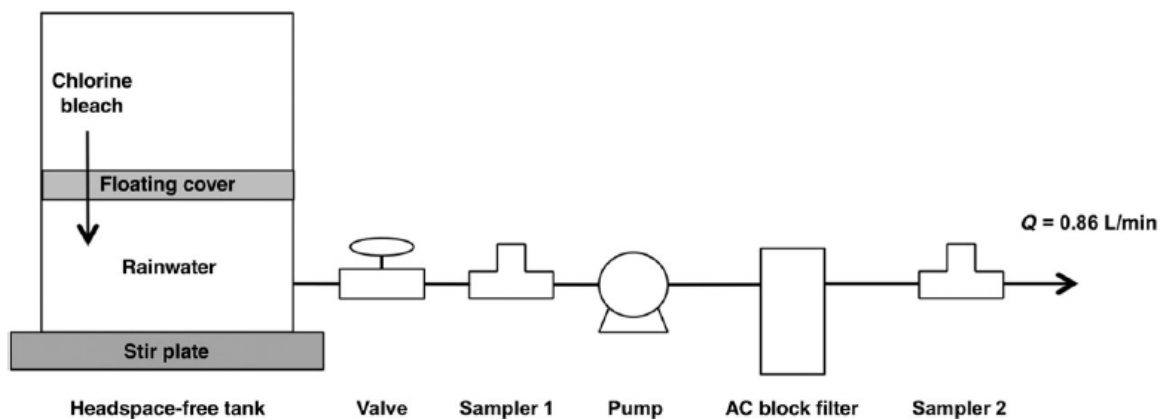 Chlorine
bleach
Floating cover
Rainwater
Stir plate
Q = 0.86 L/min
Headspace-free tank
Valve
Sampler 1
Pump
AC block filter
Sampler 2